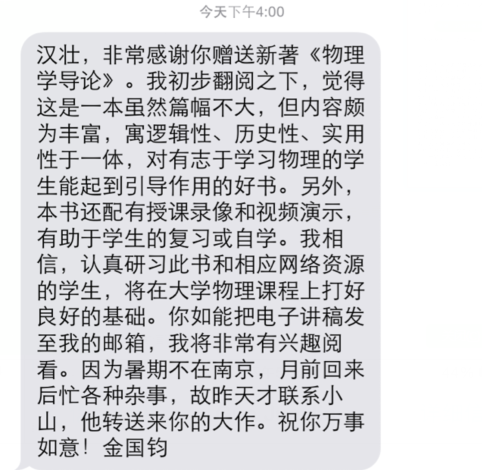 今天下午4:00
汉壮，非常感谢你赠送新著《物理
学导论》。我初步翻阅之下，觉得
这是一本虽然篇幅不大，但内容颇
为丰富，寓逻辑性、历史性、实用
性于一体，对有志于学习物理的学
生能起到引导作用的好书。另外，
本书还配有授课录像和视频演示，
有助于学生的复习或自学。我相
信，认真研习此书和相应网络资源
的学生，将在大学物理课程上打好
良好的基础。你如能把电子讲稿发
至我的邮箱，我将非常有兴趣阅
看。因为暑期不在南京，月前回来
后忙各种杂事，故昨天才联系小
山，他转送来你的大作。祝你万事
如意！金国钧